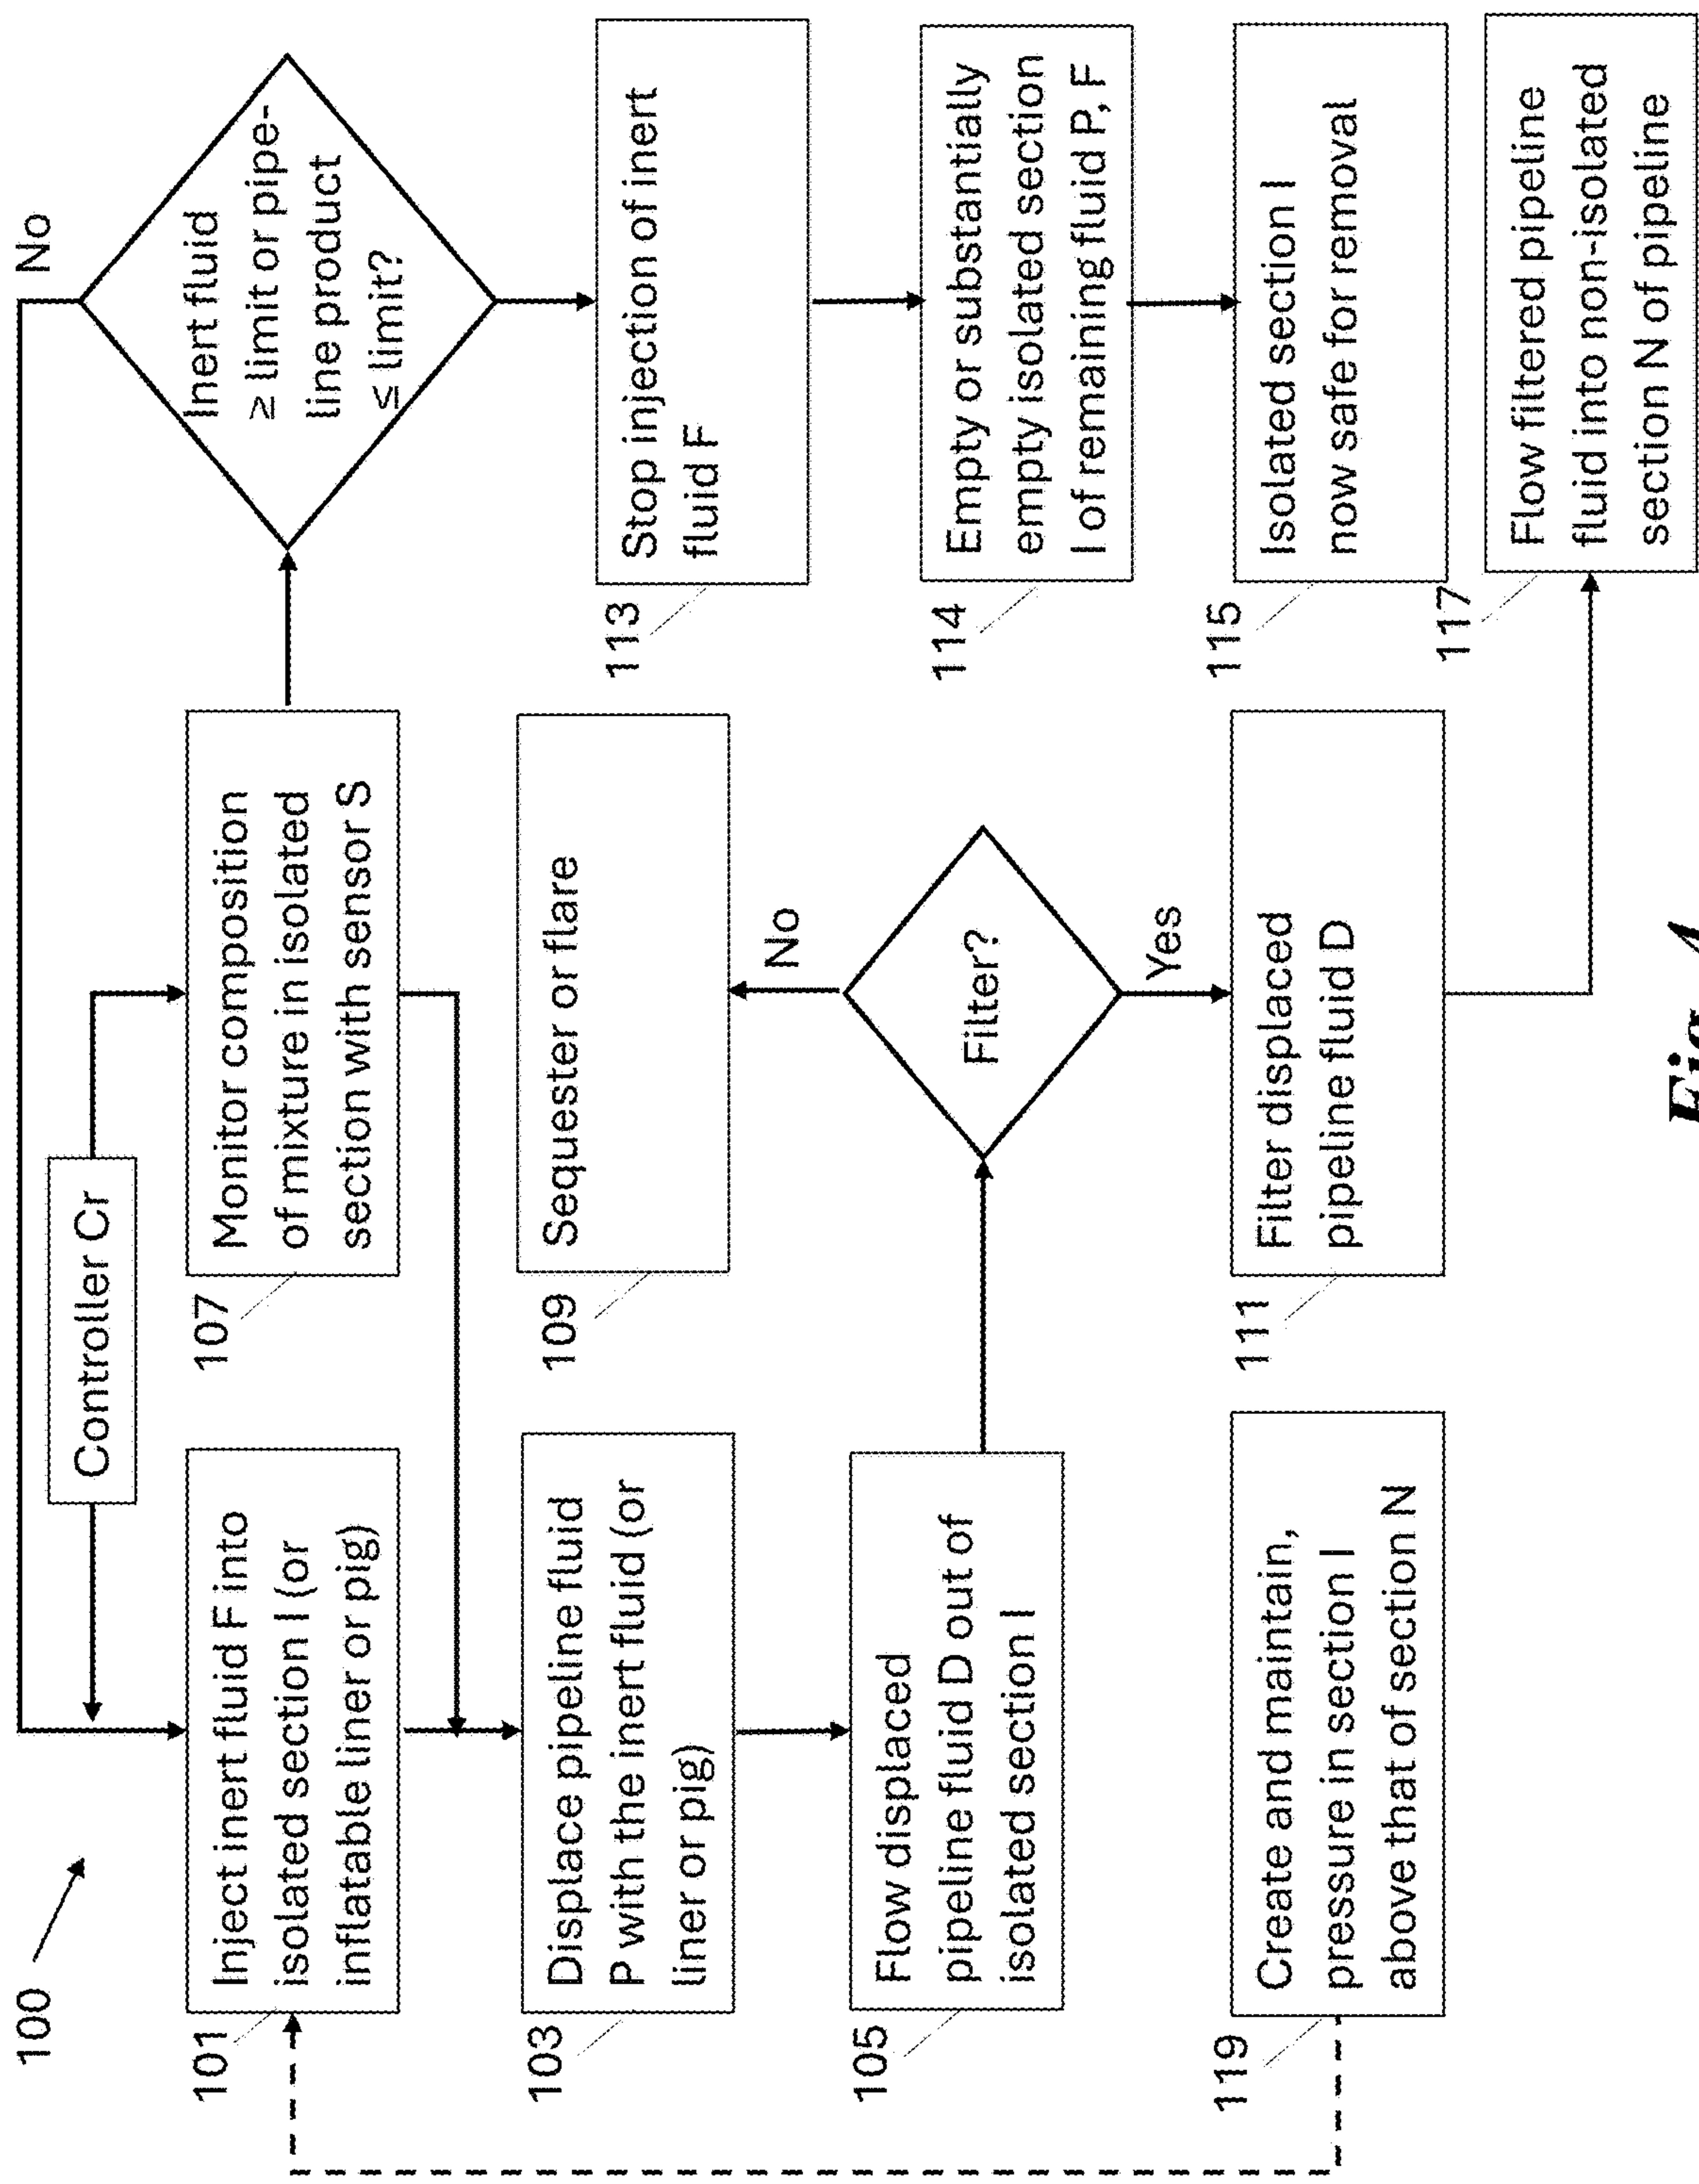 100
Controller Cr
No
101
Inject inert fluid F into
isolated section I (or
inflatable liner or pig)
107
Monitor composition
of mixture in isolated
section with sensor S
Inert fluid
≥ limit or pipe-
line product
≤ limit?
103
Displace pipeline fluid
P with the inert fluid (or
liner or pig)
109
Sequester or flare
113
Stop injection of inert
fluid F
105
Flow displaced
pipeline fluid D out of
isolated section I
No
Filter?
Yes
114
Empty or substantially
empty isolated section
I of remaining fluid P, F
119
Create and maintain,
pressure in section I
above that of section N
111
Filter displaced
pipeline fluid D
115
Isolated section I
now safe for removal
117
Flow filtered pipeline
fluid into non-isolated
section N of pipeline
Fig. 4